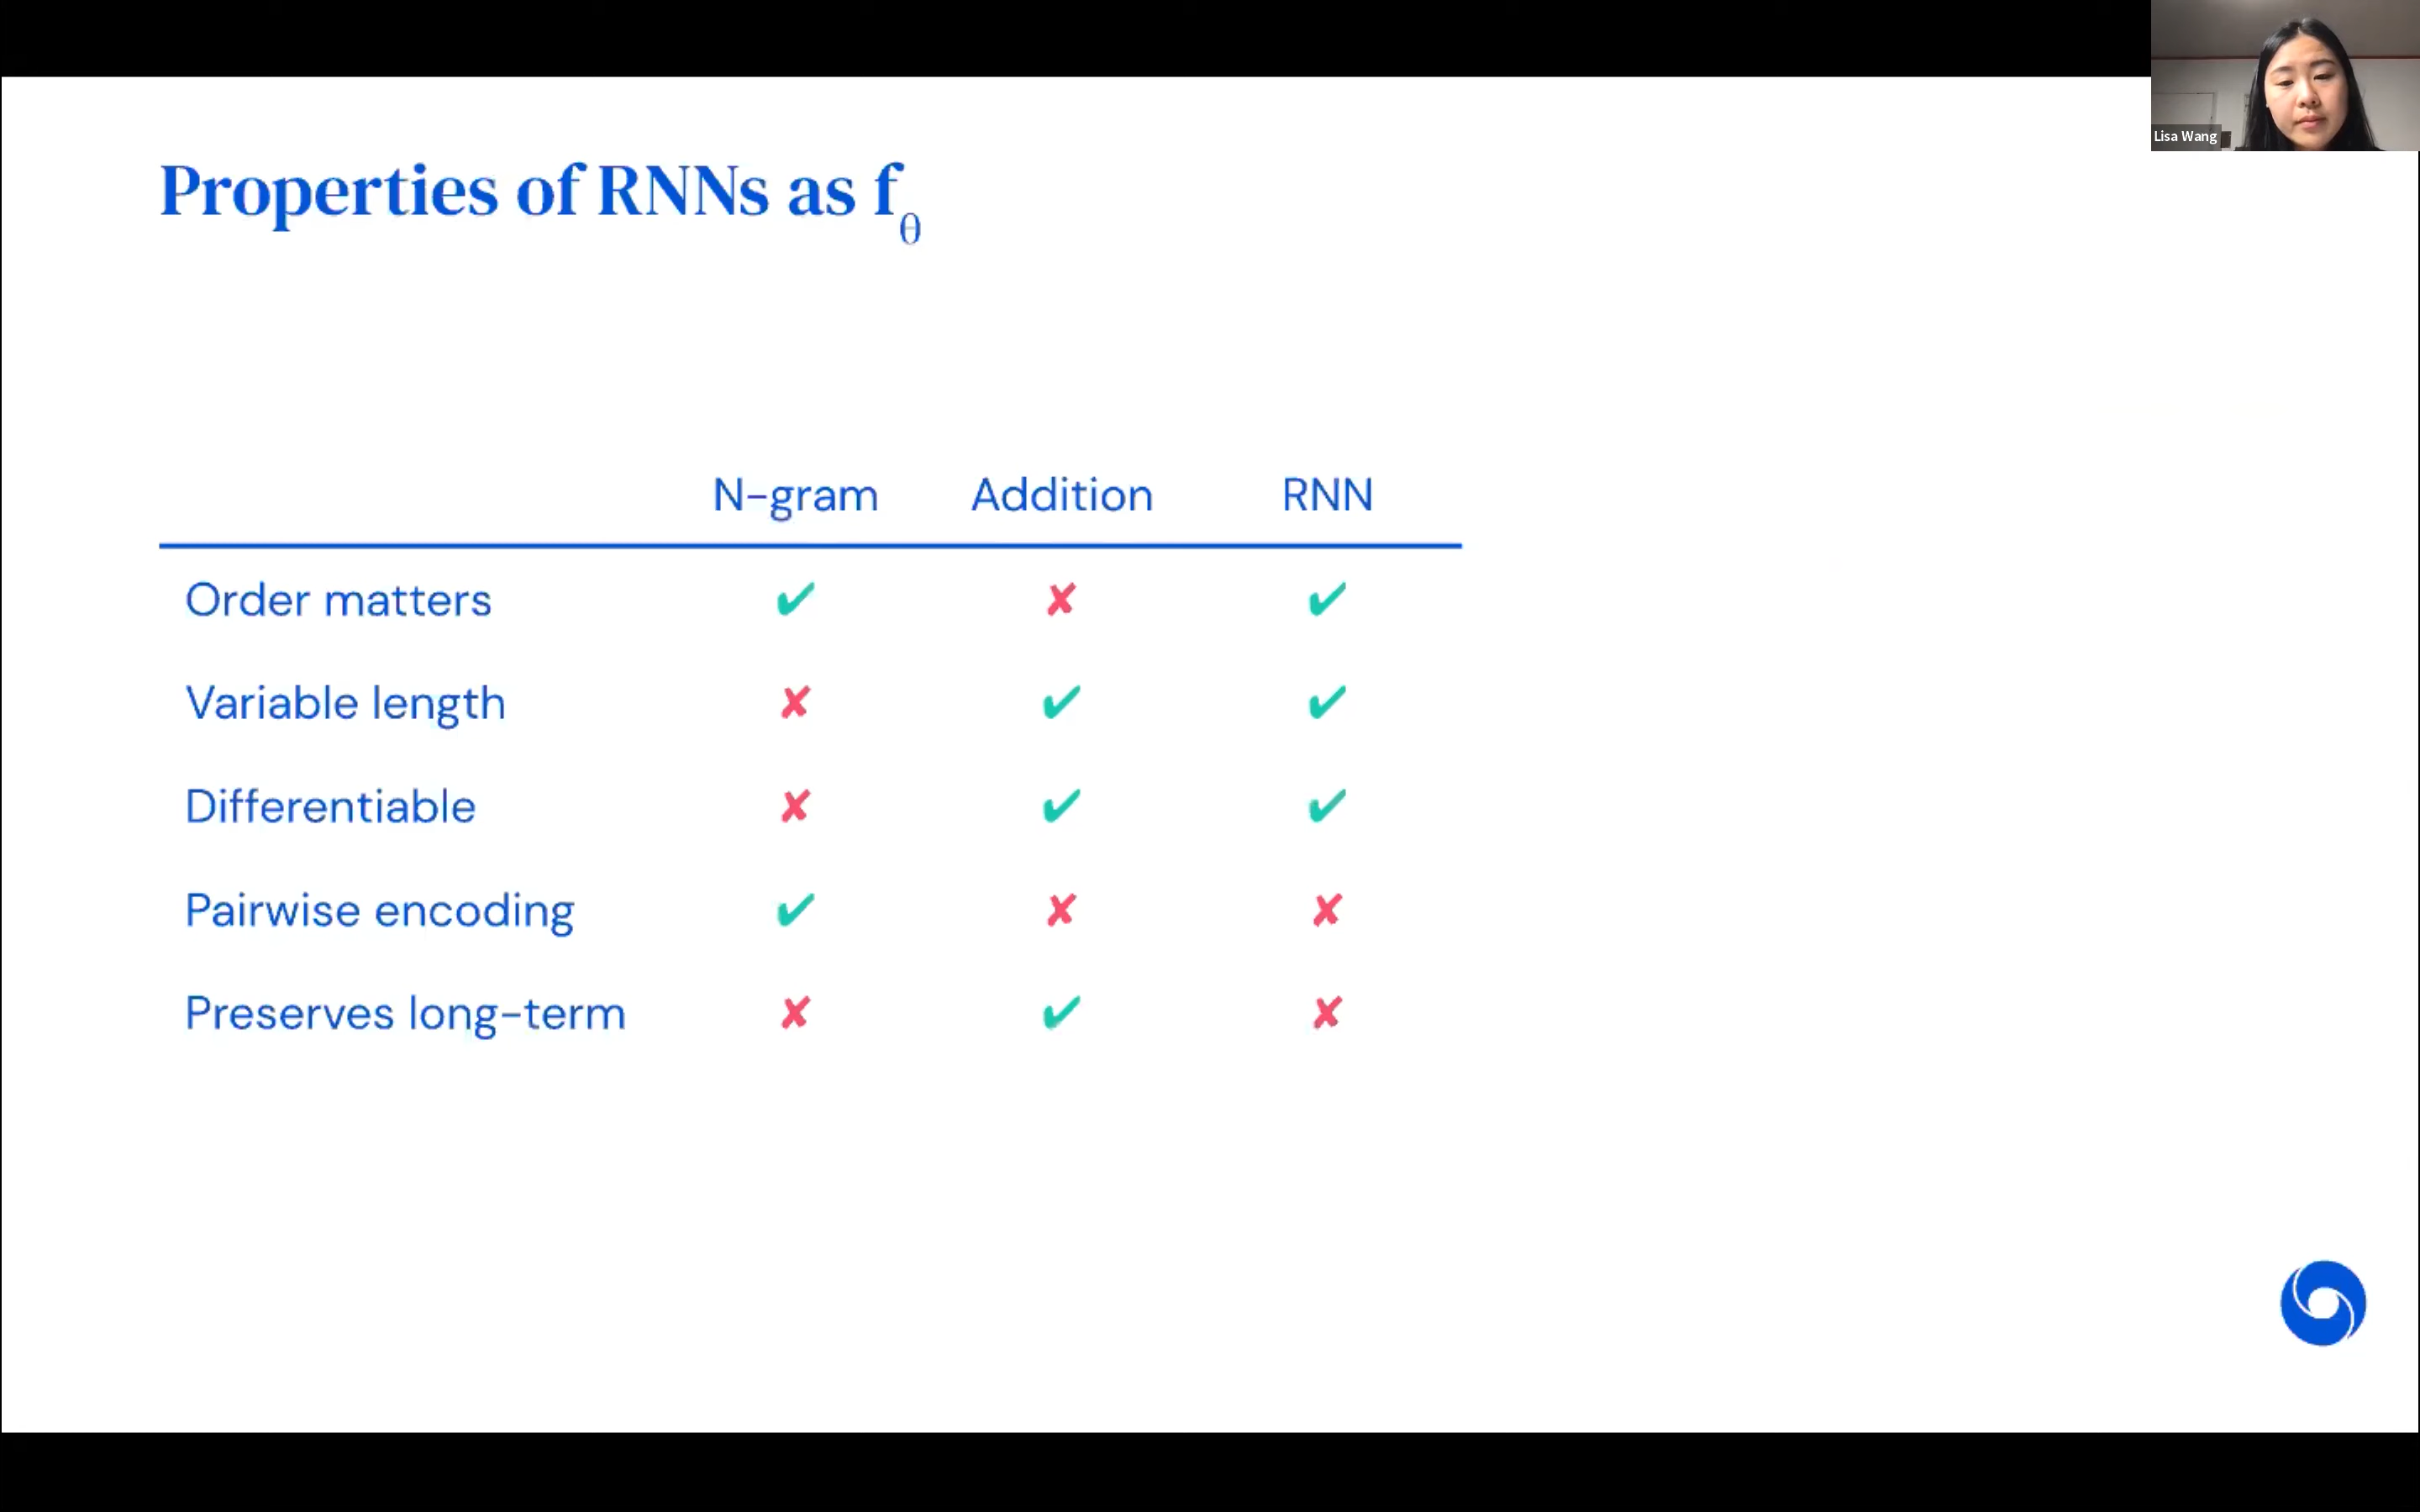 Lisa Wang
Properties of RNNs as fθ
N-gram Addition RNN
Order matters ✔ ✘ ✔
Variable length ✘ ✔ ✔
Differentiable ✘ ✔ ✔
Pairwise encoding ✔ ✘ ✘
Preserves long-term ✘ ✔ ✘